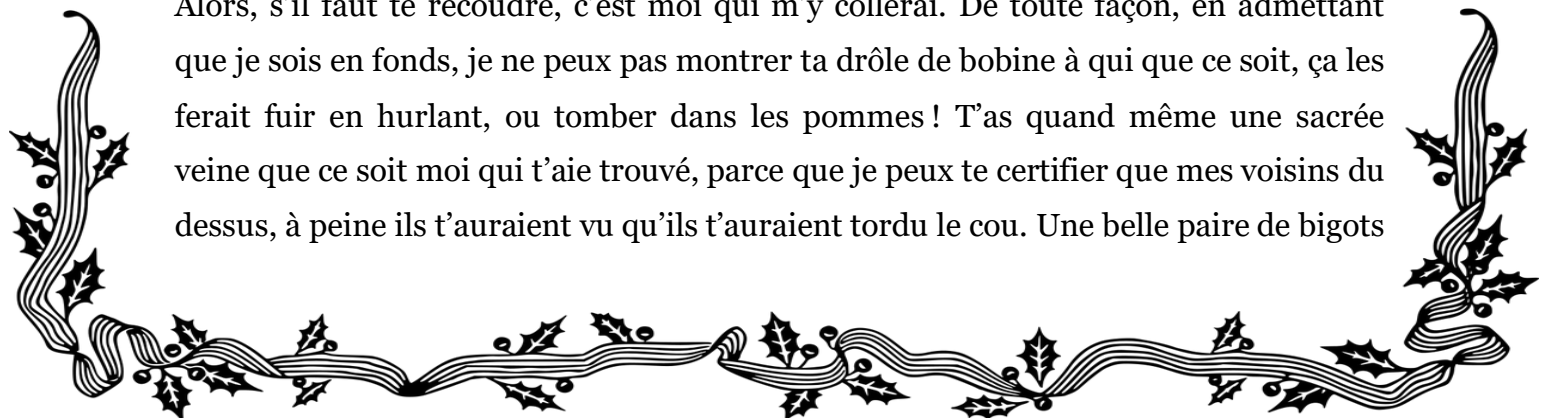 Alors, s'il faut te recoudre, c'est moi qui m'y collerai. De toute façon, en admettant
que je sois en fonds, je ne peux pas montrer ta drôle de bobine à qui que ce soit, ça les
ferait fuir en hurlant, ou tomber dans les pommes ! T'as quand même une sacrée
veine que ce soit moi qui t'aie trouvé, parce que je peux te certifier que mes voisins du
dessus, à peine ils t'auraient vu qu'ils t'auraient tordu le cou. Une belle paire de bigots